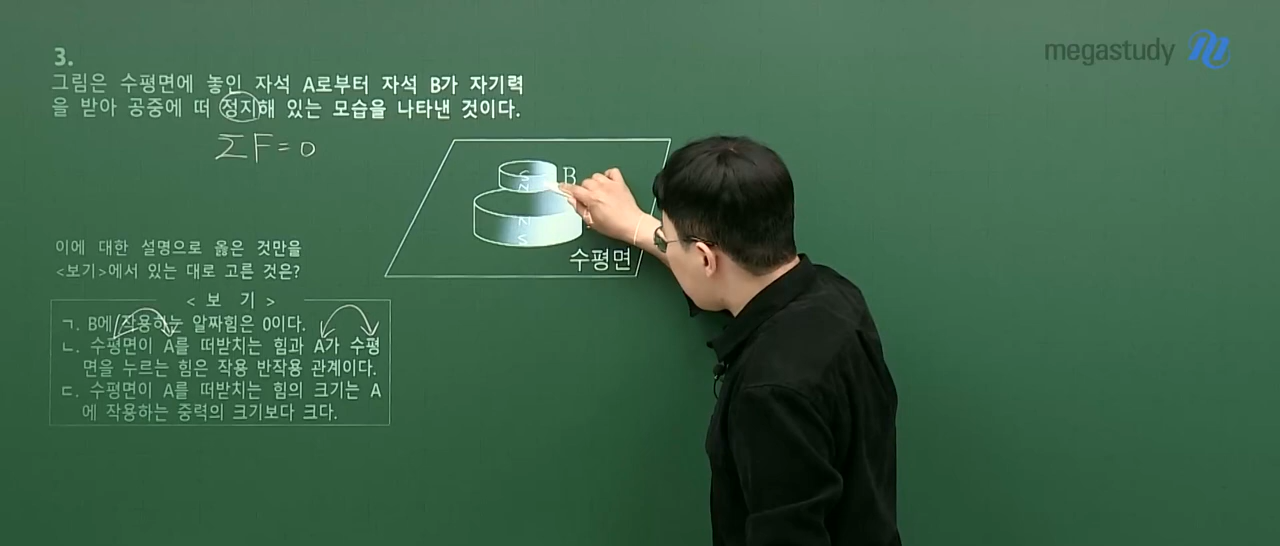 megastudy
3.
그림은 수평면에 놓인 자석 A로부터 자석 B가 자기력
을 받아 공중에 떠 정지해 있는 모습을 나타낸 것이다.
ΣF=0
S
N
B
N
S
수평면
이에 대한 설명으로 옳은 것만을
<보기>에서 있는 대로 고른 것은?
< 보 기 >
ㄱ. B에 작용하는 알짜힘은 0이다.
ㄴ. 수평면이 A를 떠받치는 힘과 A가 수평
면을 누르는 힘은 작용 반작용 관계이다.
ㄷ. 수평면이 A를 떠받치는 힘의 크기는 A
에 작용하는 중력의 크기보다 크다.